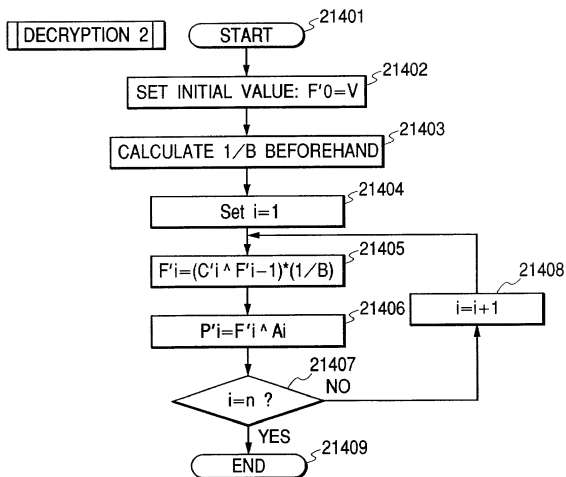 DECRYPTION 2
START
21401
SET INITIAL VALUE: F'0=V
21402
CALCULATE 1/B BEFOREHAND
21403
Set i=1
21404
F'i=(C'i ^ F'i-1)*(1/B)
21405
P'i=F'i ^ Ai
21406
i=n ?
21407
NO
i=i+1
21408
YES
END
21409